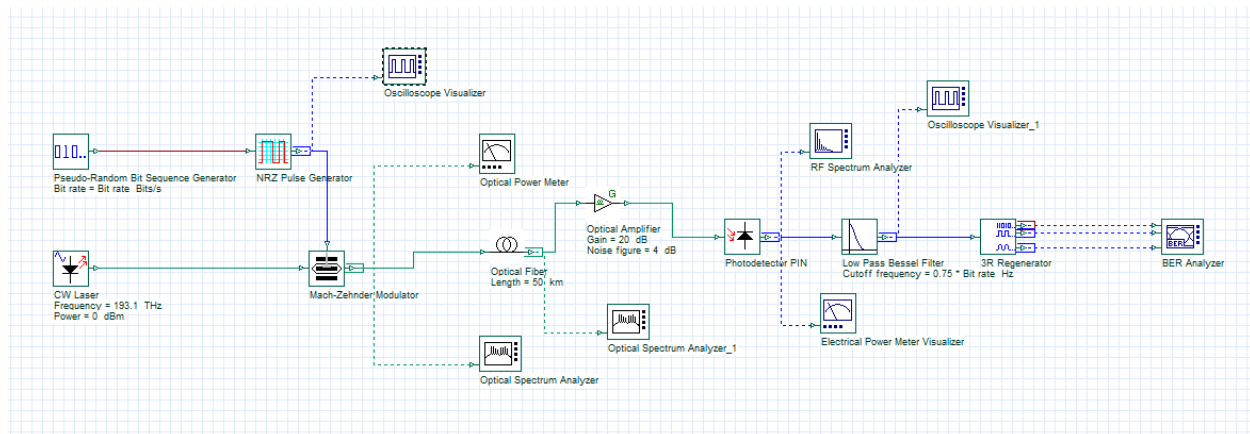 Oscilloscope Visualizer
Oscilloscope Visualizer_1
Pseudo-Random Bit Sequence Generator
Bit rate = Bit rate  Bits/s
NRZ Pulse Generator
Optical Power Meter
RF Spectrum Analyzer
G
Optical Amplifier
Gain = 20  dB
Noise figure = 4  dB
Optical Fiber
Length = 50  km
Photodetector PIN
Low Pass Bessel Filter
Cutoff frequency = 0.75 * Bit rate  Hz
3R Regenerator
BER
BER Analyzer
CW Laser
Frequency = 193.1  THz
Power = 0  dBm
Mach-Zehnder Modulator
Optical Spectrum Analyzer_1
Electrical Power Meter Visualizer
Optical Spectrum Analyzer